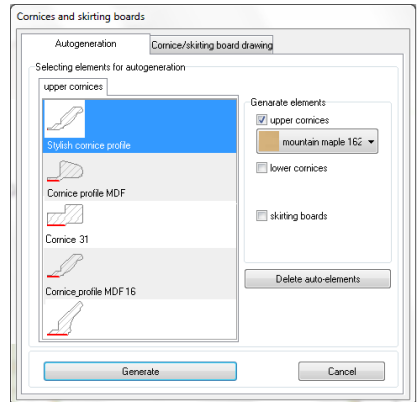 Cornices and skirting boards
Autogeneration
Cornice/skirting board drawing
Selecting elements for autogeneration
upper cornices
Stylish cornice profile
Cornice profile MDF
Cornice 31
Cornice_profile MDF 16
Genarate elements
upper cornices
mountain maple 162
lower cornices
skirting boards
Delete auto-elements
Generate
Cancel